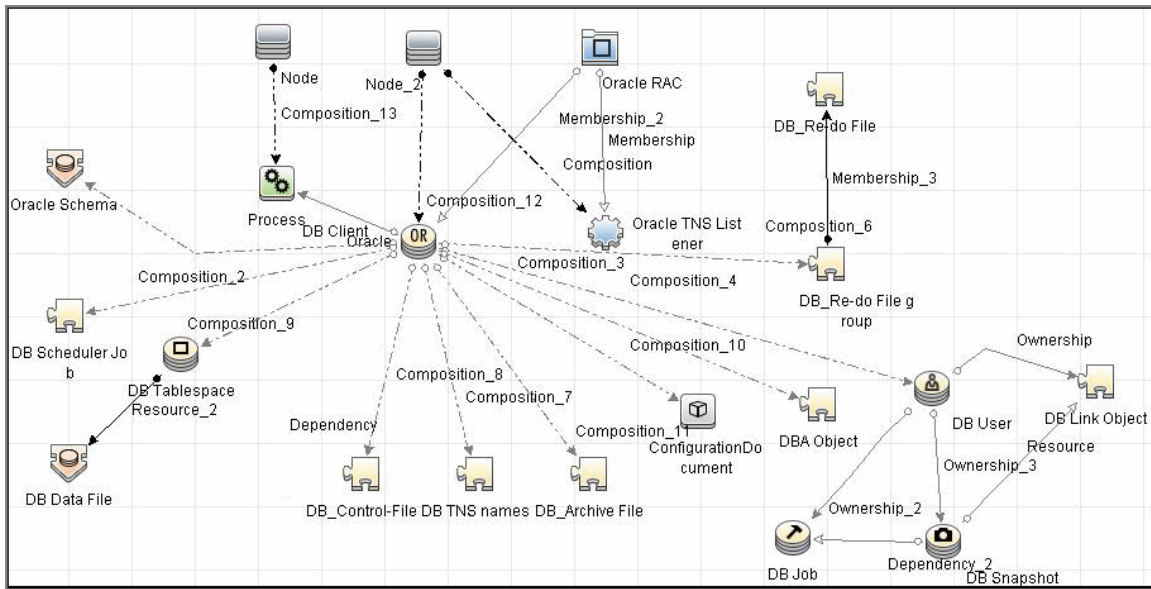 Node
Node_2
Oracle RAC
Composition_13
Membership_2
DB_Re-do File
Membership
Composition
Membership_3
Oracle Schema
Composition_12
Process
DB Client
Oracle
Oracle TNS List
ener
Composition_6
Composition_3
Composition_2
Composition_4
DB_Re-do File g
roup
Composition_9
DB Scheduler Jo
b
Composition_10
Ownership
DB Tablespace
Resource_2
Composition_8
Composition_7
DB User
DB Link Object
Dependency
Composition_11
ConfigurationDo
cument
DBA Object
Resource
Ownership_3
DB Data File
DB_Control-File
DB TNS names
DB_Archive File
Ownership_2
Dependency_2
DB Job
DB Snapshot